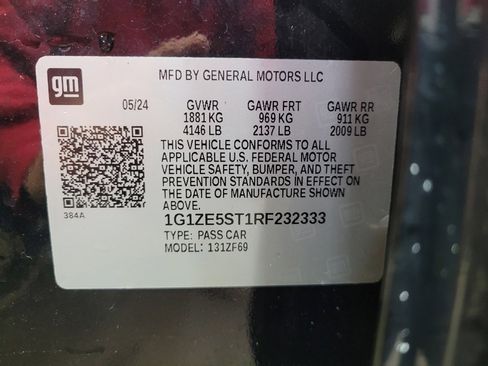 gm
MFD BY GENERAL MOTORS LLC
05/24 GVWR GAWR FRT GAWR RR
1881 KG 969 KG 911 KG
4146 LB 2137 LB 2009 LB
THIS VEHICLE CONFORMS TO ALL
APPLICABLE U.S. FEDERAL MOTOR
VEHICLE SAFETY, BUMPER, AND THEFT
PREVENTION STANDARDS IN EFFECT ON
THE DATE OF MANUFACTURE SHOWN
ABOVE.
384A
1G1ZE5ST1RF232333
TYPE: PASS CAR
MODEL: 131ZF69